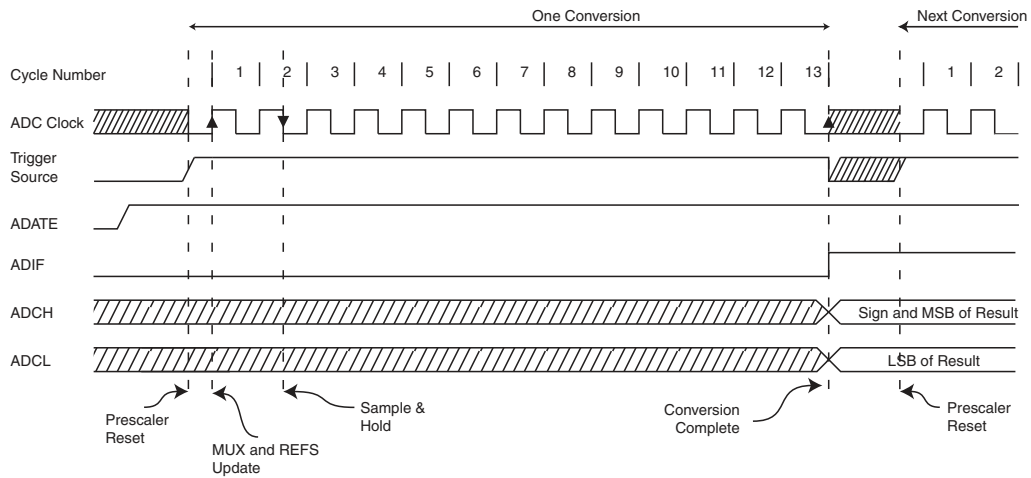 One Conversion
Next Conversion
Cycle Number
1 2 3 4 5 6 7 8 9 10 11 12 13 1 2
ADC Clock
Trigger
Source
ADATE
ADIF
ADCH
Sign and MSB of Result
ADCL
LSB of Result
Prescaler
Reset
MUX and REFS
Update
Sample &
Hold
Conversion
Complete
Prescaler
Reset